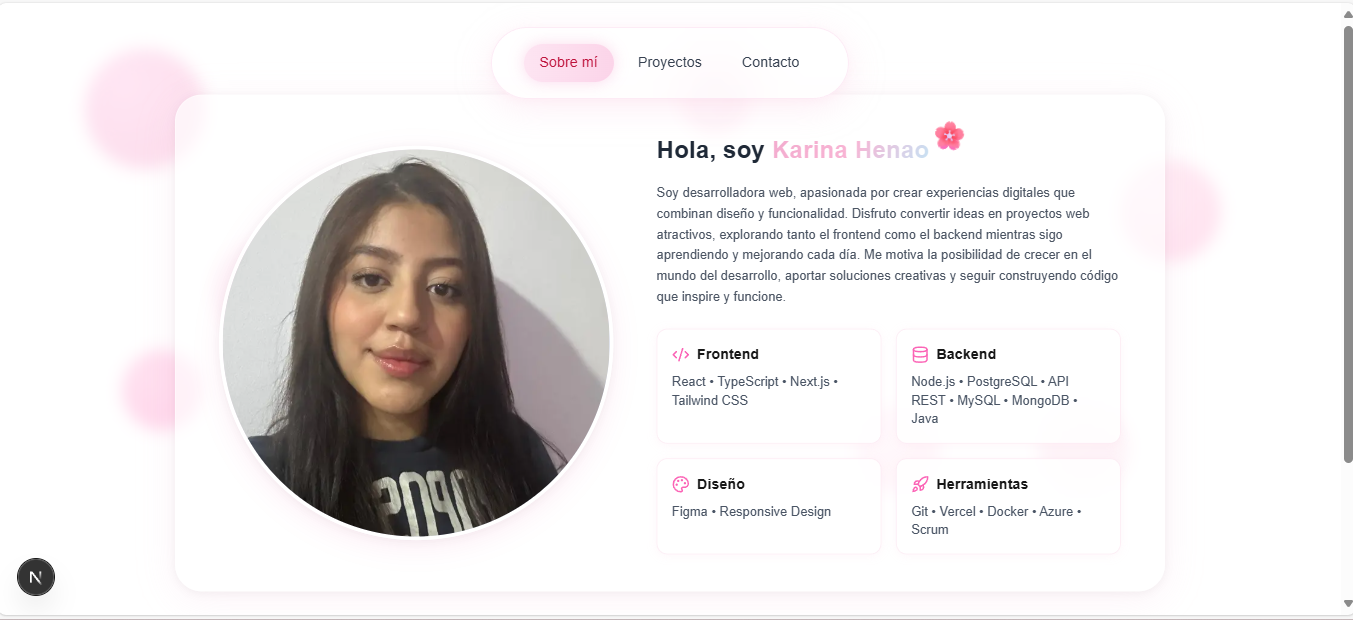 Sobre mí
Proyectos
Contacto
Hola, soy Karina Henao
Soy desarrolladora web, apasionada por crear experiencias digitales que
combinan diseño y funcionalidad. Disfruto convertir ideas en proyectos web
atractivos, explorando tanto el frontend como el backend mientras sigo
aprendiendo y mejorando cada día. Me motiva la posibilidad de crecer en el
mundo del desarrollo, aportar soluciones creativas y seguir construyendo código
que inspire y funcione.
Frontend
React • TypeScript • Next.js •
Tailwind CSS
Backend
Node.js • PostgreSQL • API
REST • MySQL • MongoDB •
Java
Diseño
Figma • Responsive Design
Herramientas
Git • Vercel • Docker • Azure •
Scrum
N